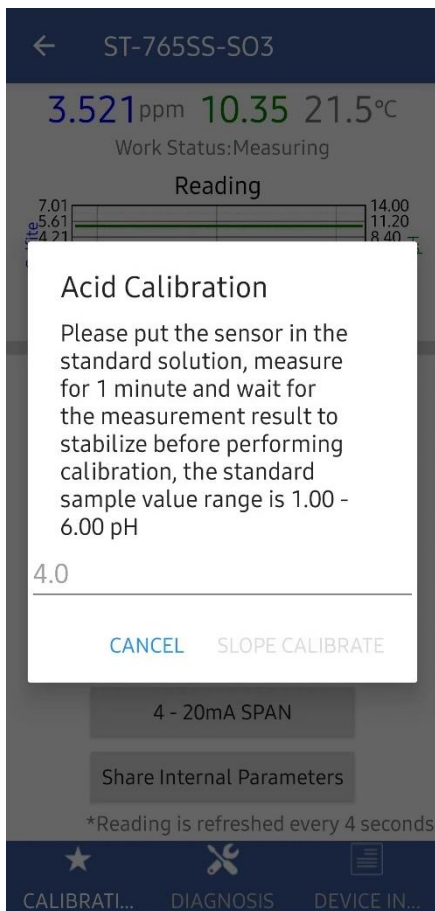 ST-765SS-SO3
3.521ppm 10.35 21.5°C
Work Status:Measuring
Reading
7.01 14.00
5.61 11.20
4.21 8.40
Acid Calibration
Please put the sensor in the
standard solution, measure
for 1 minute and wait for
the measurement result to
stabilize before performing
calibration, the standard
sample value range is 1.00 -
6.00 pH
4.0
CANCEL SLOPE CALIBRATE
4 - 20mA SPAN
Share Internal Parameters
*Reading is refreshed every 4 seconds
CALIBRATI... DIAGNOSIS DEVICE IN...